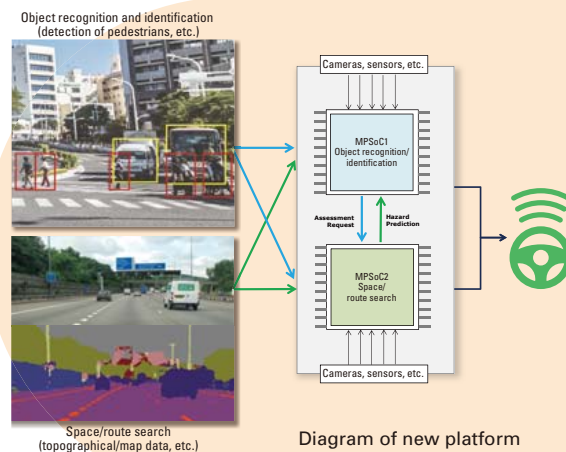 Object recognition and identification
(detection of pedestrians, etc.)
Cameras, sensors, etc.
MPSoC1
Object recognition/
identification
Assessment
Request
Hazard
Prediction
MPSoC2
Space/
route search
Cameras, sensors, etc.
Space/route search
(topographical/map data, etc.)
Diagram of new platform